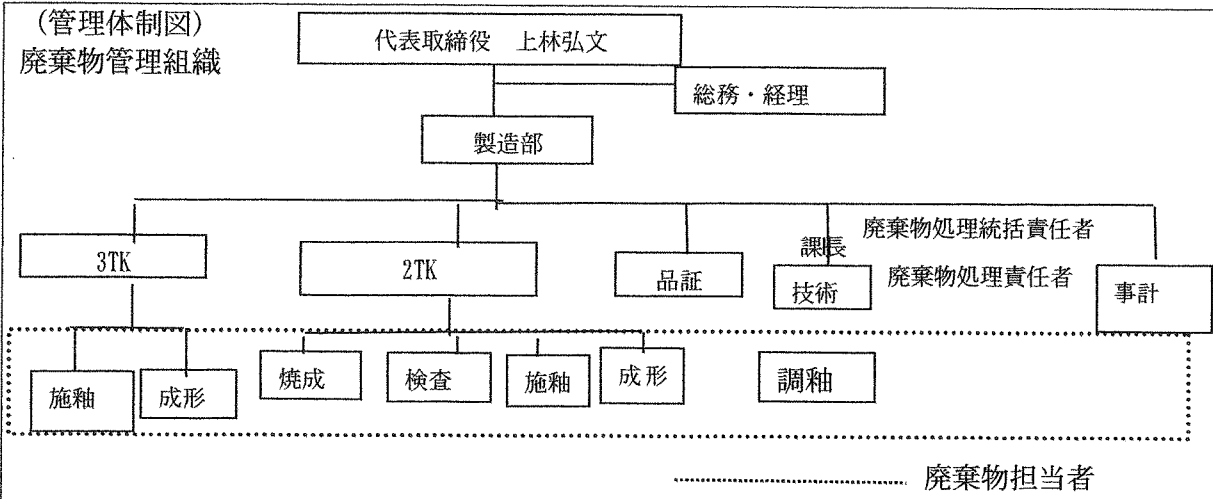 (管理体制図)
廃棄物管理組織
代表取締役 上林弘文
総務・経理
製造部
廃棄物処理統括責任者
課長
3TK
2TK
品証
技術
廃棄物処理責任者
事計
施釉
成形
焼成
検査
施釉
成形
調釉
廃棄物担当者